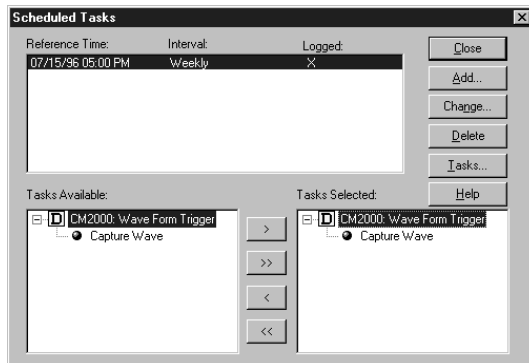 Scheduled Tasks
Reference Time: Interval: Logged:
07/15/96 05:00 PM Weekly X
Close
Add...
Change...
Delete
Tasks...
Help
Tasks Available:
D CM2000: Wave Form Trigger
Capture Wave
>
>>
<
<<
Tasks Selected:
D CM2000: Wave Form Trigger
Capture Wave